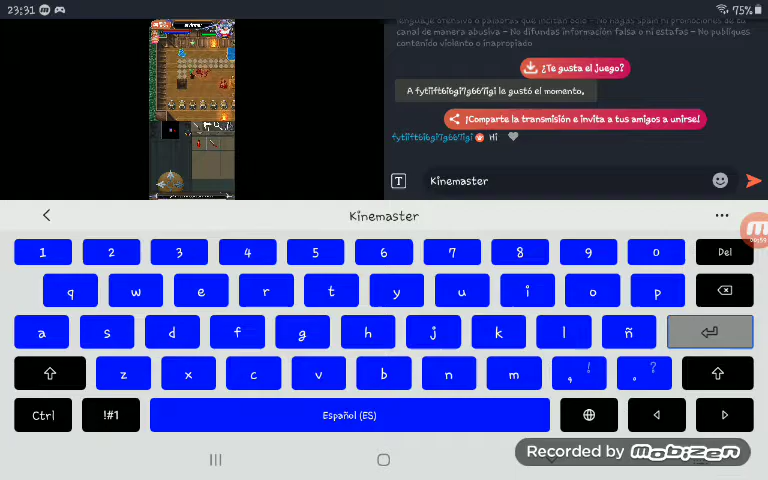 23:31
75%
lenguaje ofensivo o palabras que inciten odio – No hagas spam ni promociones de tu
canal de manera abusiva – No difundas información falsa o ni estafas – No publiques
contenido violento o inapropiado
¿Te gusta el juego?
A fytiift6i6gi7g667igi le gustó el momento,
¡Comparte la transmisión e invita a tus amigos a unirse!
fytiift6i6gi7g667igi Hi
T Kinemaster
Kinemaster
1 2 3 4 5 6 7 8 9 0 Del
q w e r t y u i o p
a s d f g h j k l ñ
z x c v b n m , ! . ?
Ctrl !#1 Español (ES)
Recorded by Mobizen